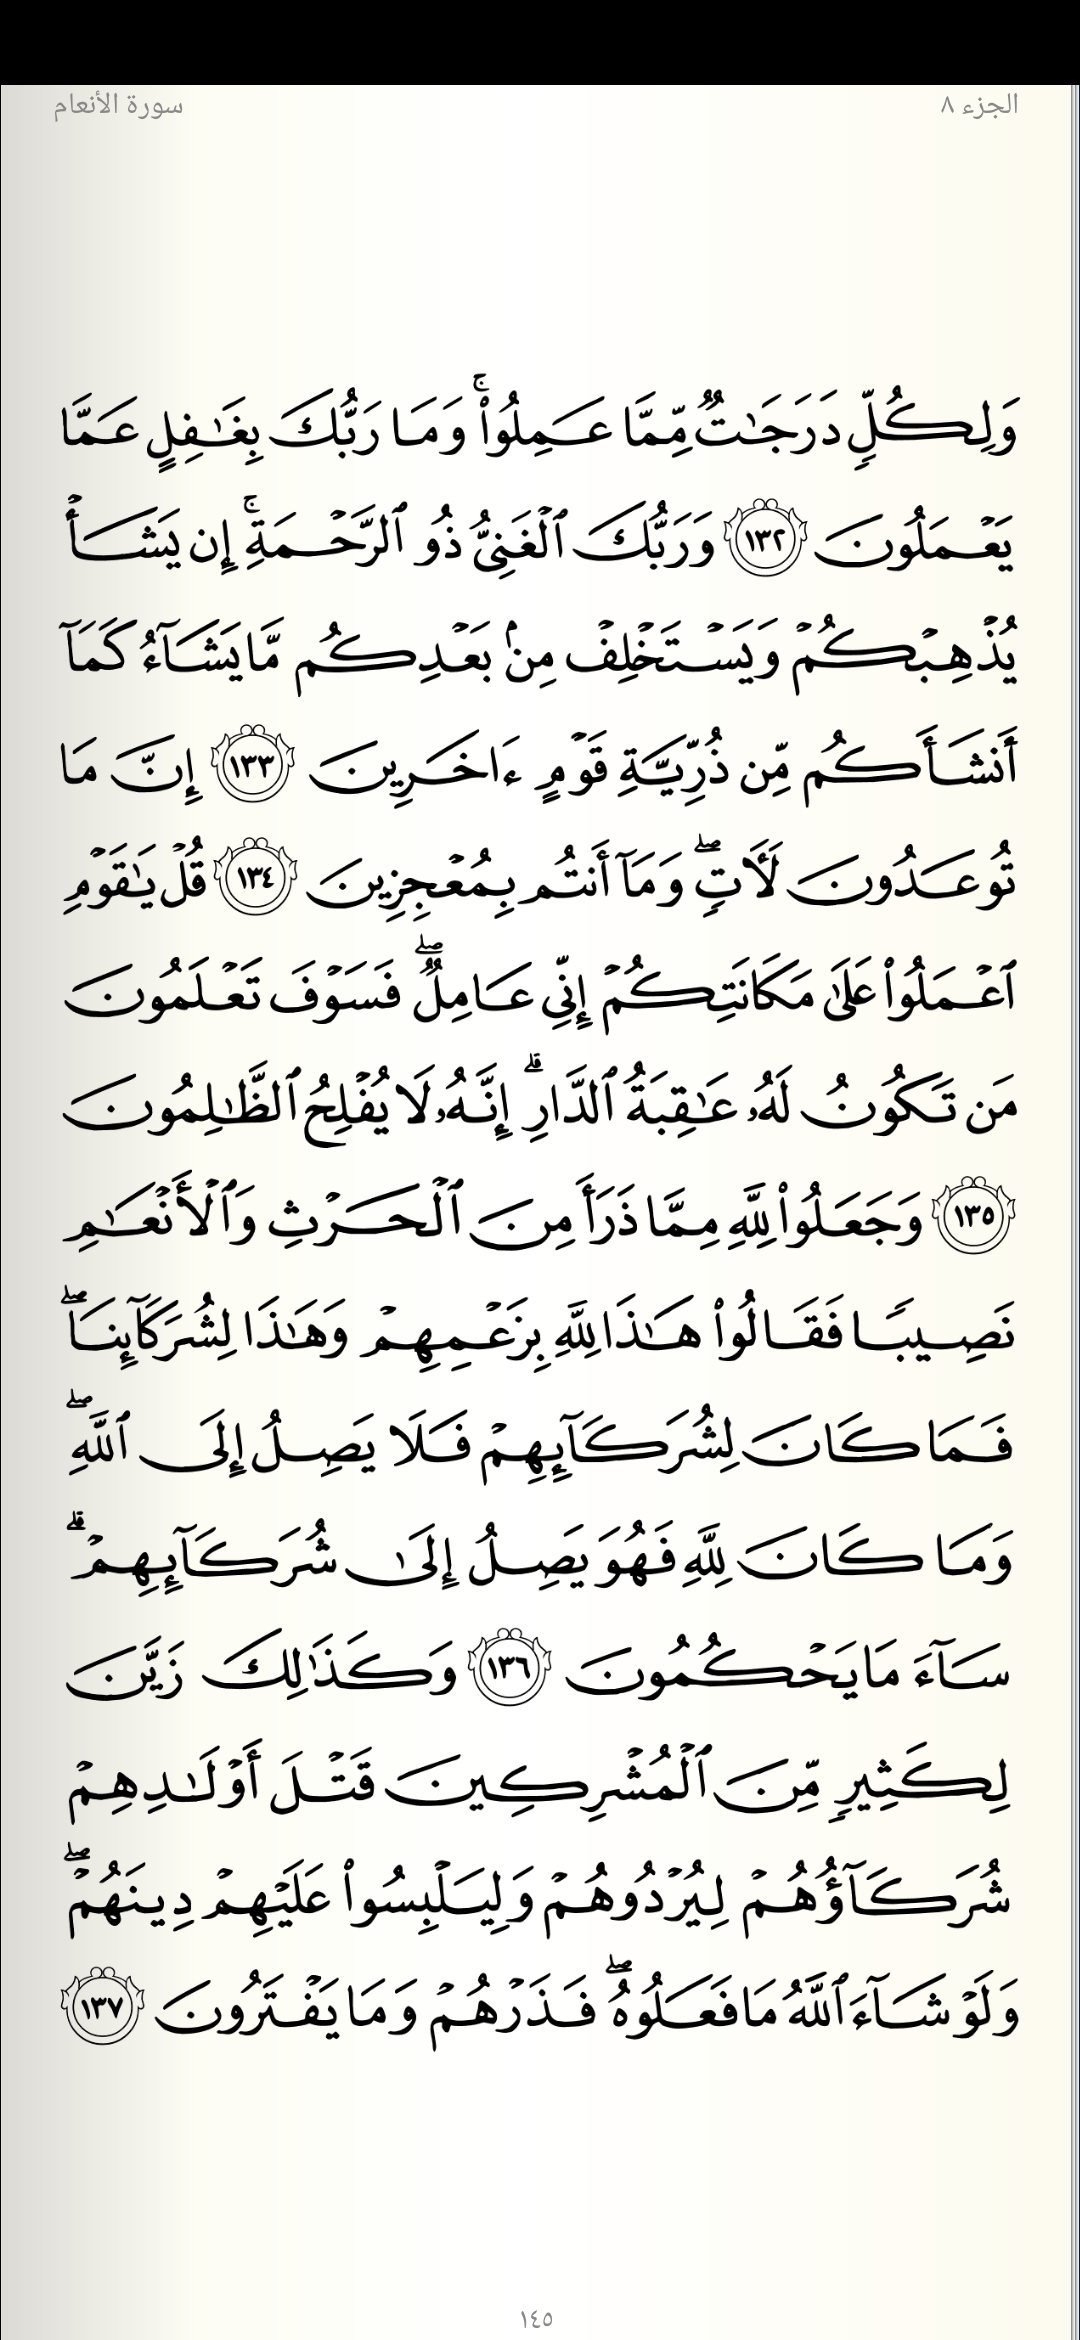 الجزء ٨
سورة الأنعام
وَلِكُلّٖ دَرَجَٰتٞ مِّمَّا عَمِلُواْۚ وَمَا رَبُّكَ بِغَٰفِلٍ عَمَّا
يَعۡمَلُونَ ١٣٢ وَرَبُّكَ ٱلۡغَنِيُّ ذُو ٱلرَّحۡمَةِۚ إِن يَشَأۡ
يُذۡهِبۡكُمۡ وَيَسۡتَخۡلِفۡ مِنۢ بَعۡدِكُم مَّا يَشَآءُ كَمَآ
أَنشَأَكُم مِّن ذُرِّيَّةِ قَوۡمٍ ءَاخَرِينَ ١٣٣ إِنَّ مَا
تُوعَدُونَ لَأٓتٖۖ وَمَآ أَنتُم بِمُعۡجِزِينَ ١٣٤ قُلۡ يَٰقَوۡمِ
ٱعۡمَلُواْ عَلَىٰ مَكَانَتِكُمۡ إِنِّي عَامِلٞۖ فَسَوۡفَ تَعۡلَمُونَ
مَن تَكُونُ لَهُۥ عَٰقِبَةُ ٱلدَّارِۚ إِنَّهُۥ لَا يُفۡلِحُ ٱلظَّٰلِمُونَ
١٣٥ وَجَعَلُواْ لِلَّهِ مِمَّا ذَرَأَ مِنَ ٱلۡحَرۡثِ وَٱلۡأَنۡعَٰمِ
نَصِيبٗا فَقَالُواْ هَٰذَا لِلَّهِ بِزَعۡمِهِمۡ وَهَٰذَا لِشُرَكَآئِنَاۖ
فَمَا كَانَ لِشُرَكَآئِهِمۡ فَلَا يَصِلُ إِلَى ٱللَّهِۖ
وَمَا كَانَ لِلَّهِ فَهُوَ يَصِلُ إِلَىٰ شُرَكَآئِهِمۡۗ
سَآءَ مَا يَحۡكُمُونَ ١٣٦ وَكَذَٰلِكَ زَيَّنَ
لِكَثِيرٖ مِّنَ ٱلۡمُشۡرِكِينَ قَتۡلَ أَوۡلَٰدِهِمۡ
شُرَكَآؤُهُمۡ لِيُرۡدُوهُمۡ وَلِيَلۡبِسُواْ عَلَيۡهِمۡ دِينَهُمۡۖ
وَلَوۡ شَآءَ ٱللَّهُ مَا فَعَلُوهُۖ فَذَرۡهُمۡ وَمَا يَفۡتَرُونَ ١٣٧
١٤٥